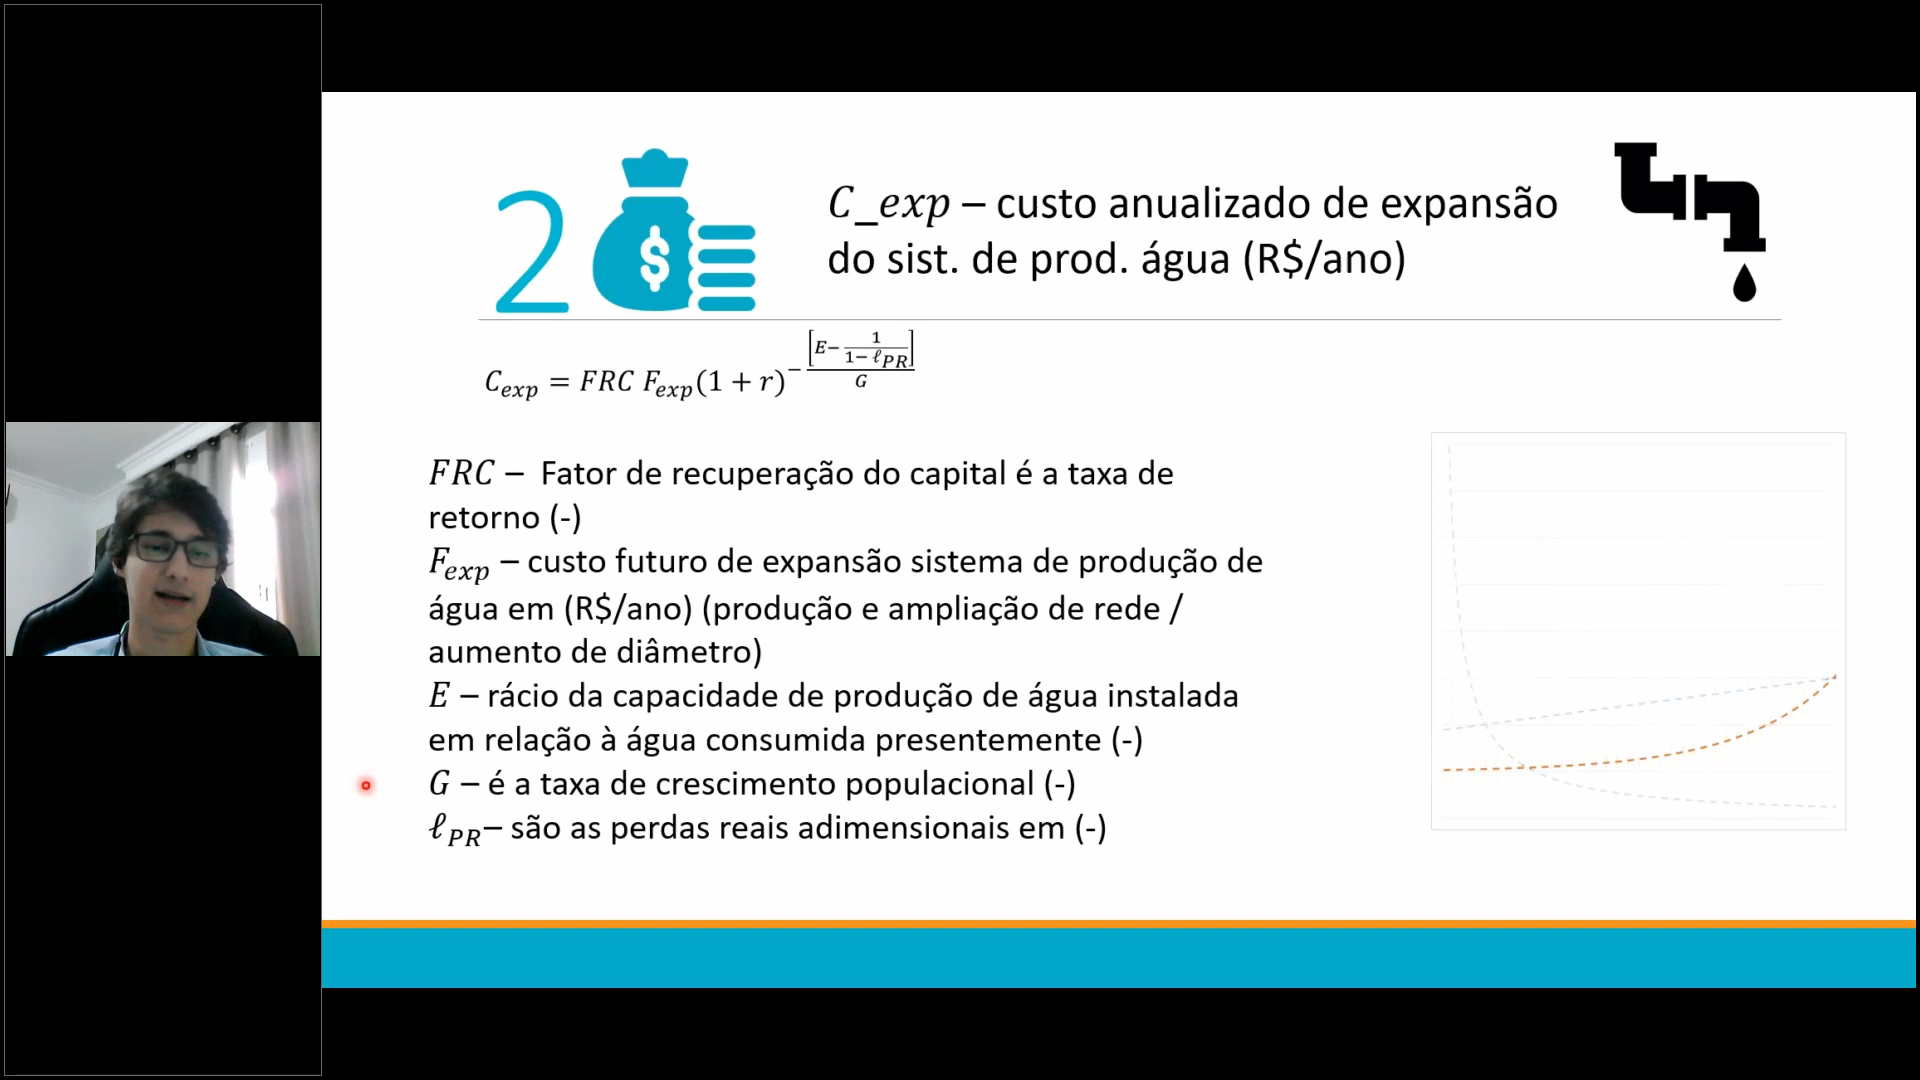 2
$
C_exp – custo anualizado de expansão
do sist. de prod. água (R$/ano)
C_exp = FRC F_exp(1 + r)^−[E− 1/(1− ℓ_PR)]/G
FRC – Fator de recuperação do capital é a taxa de
retorno (-)
F_exp – custo futuro de expansão sistema de produção de
água em (R$/ano) (produção e ampliação de rede /
aumento de diâmetro)
E – rácio da capacidade de produção de água instalada
em relação à água consumida presentemente (-)
G – é a taxa de crescimento populacional (-)
ℓ_PR– são as perdas reais adimensionais em (-)